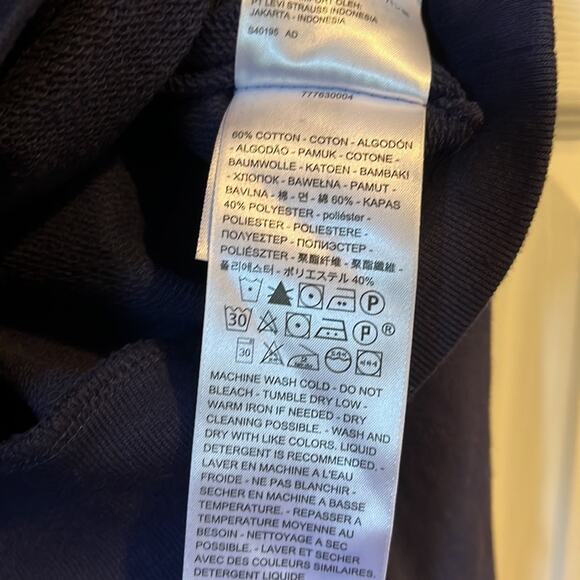 PT LEVI STRAUSS INDONESIA
JAKARTA - INDONESIA
S40195 AD
777630004
60% COTTON - COTON - ALGODÓN
- ALGODÃO - PAMUK - COTONE -
BAUMWOLLE - KATOEN - BAMBAKI
- ХЛОПОК - BAWEŁNA - PAMUT -
BAVLNA - 棉 - 면 - 綿 60% - KAPAS
40% POLYESTER - poliéster -
POLIESTER - POLIESTERE -
ΠΟΛΥΕΣΤΕΡ - ПОЛИЭСТЕР -
POLIÉSZTER - 聚酯纖維 - 聚酯纤维 -
폴리에스터 - ポリエステル 40%
P
30 P ®
30
MACHINE WASH COLD - DO NOT
BLEACH - TUMBLE DRY LOW -
WARM IRON IF NEEDED - DRY
CLEANING POSSIBLE. - WASH AND
DRY WITH LIKE COLORS. LIQUID
DETERGENT IS RECOMMENDED. -
LAVER EN MACHINE A L'EAU
FROIDE - NE PAS BLANCHIR -
SECHER EN MACHINE A BASSE
TEMPERATURE. - REPASSER A
TEMPERATURE MOYENNE AU
BESOIN - NETTOYAGE A SEC
POSSIBLE. - LAVER ET SECHER
AVEC DES COULEURS SIMILAIRES.
DETERGENT LIQUIDE